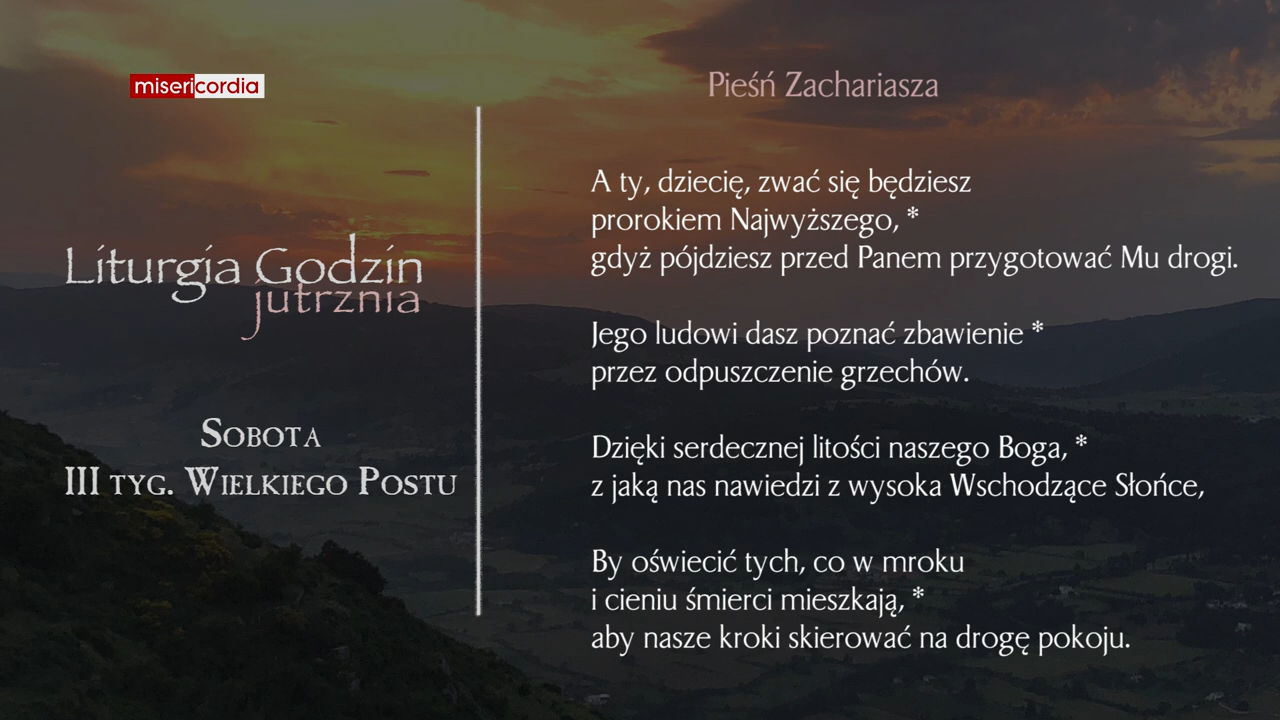 misericordia
Liturgia Godzin
jutrznia
Sobota
III tyg. Wielkiego Postu
Pieśń Zachariasza
A ty, dziecię, zwać się będziesz
prorokiem Najwyższego, *
gdyż pójdziesz przed Panem przygotować Mu drogi.
Jego ludowi dasz poznać zbawienie *
przez odpuszczenie grzechów.
Dzięki serdecznej litości naszego Boga, *
z jaką nas nawiedzi z wysoka Wschodzące Słońce,
By oświecić tych, co w mroku
i cieniu śmierci mieszkają, *
aby nasze kroki skierować na drogę pokoju.